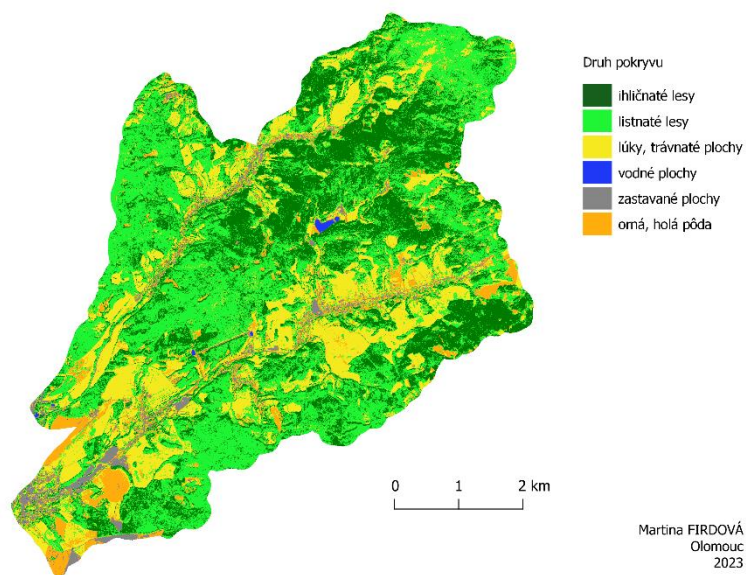 Druh pokryvu
ihličnaté lesy
listnaté lesy
lúky, trávnaté plochy
vodné plochy
zastavané plochy
orná, holá pôda
0 1 2 km
Martina FIRDOVÁ
Olomouc
2023